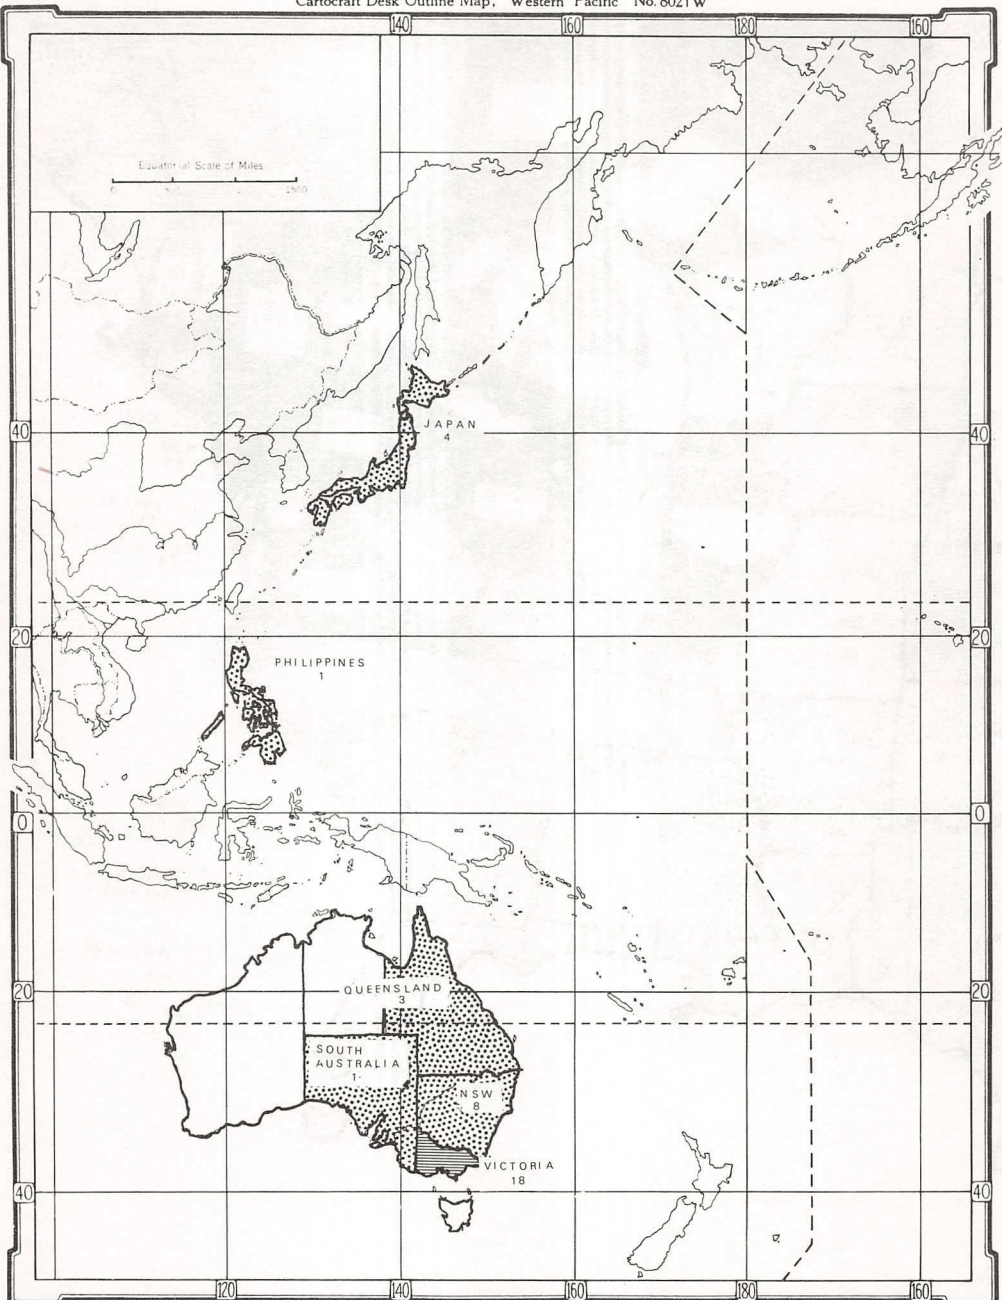 Cartocraft Desk Outline Map, Western Pacific No. 8021W
140 160 180 160
Equatorial Scale of Miles
0 1500
40 JAPAN 40
4
20 20
PHILIPPINES
1
0 0
QUEENSLAND
3
20 20
SOUTH
AUSTRALIA
1
NSW
8
VICTORIA
18
40 40
120 140 160 180 160